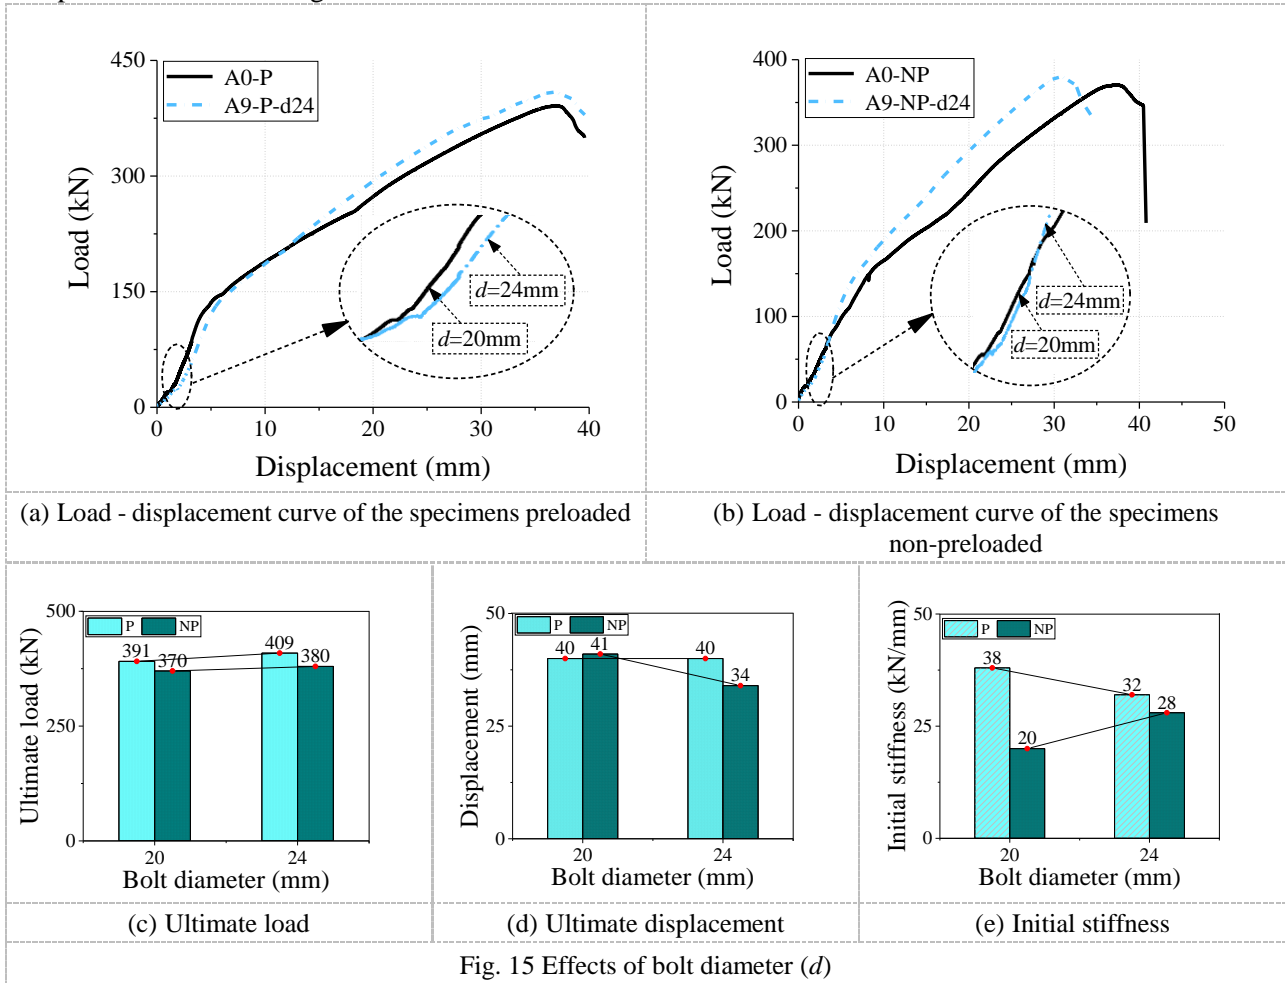 450
A0-P
A9-P-d24
300
150
0
Load (kN)
d=24mm
d=20mm
0 10 20 30 40
Displacement (mm)
400
A0-NP
A9-NP-d24
300
200
100
0
Load (kN)
d=24mm
d=20mm
0 10 20 30 40 50
Displacement (mm)
(a) Load - displacement curve of the specimens preloaded
(b) Load - displacement curve of the specimens
non-preloaded
500
P NP
391 370 409 380
250
0
Ultimate load (kN)
20 24
Bolt diameter (mm)
50
P NP
40 41 40 34
25
0
Displacement (mm)
20 24
Bolt diameter (mm)
50
P NP
38 20 32 28
25
0
Initial stiffness (kN/mm)
20 24
Bolt diameter (mm)
(c) Ultimate load
(d) Ultimate displacement
(e) Initial stiffness
Fig. 15 Effects of bolt diameter (d)